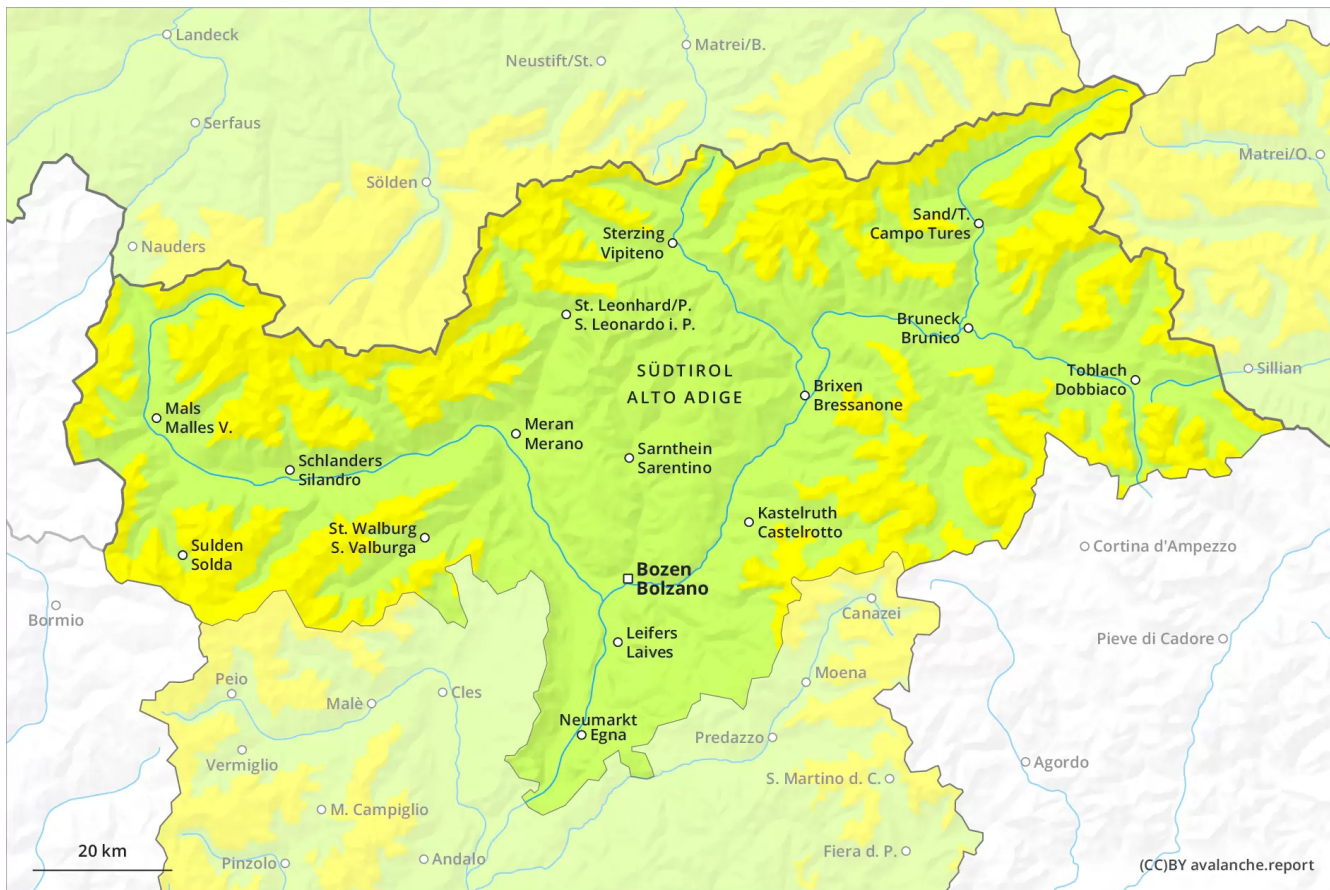 Landeck
Matrei/B.
Neustift/St.
Serfaus
Matrei/O.
Sölden
Sand/T.
Campo Tures
Sterzing
Vipiteno
Nauders
St. Leonhard/P.
S. Leonardo i. P.
Bruneck
Brunico
SÜDTIROL
ALTO ADIGE
Toblach
Dobbiaco
Sillian
Brixen
Bressanone
Mals
Malles V.
Meran
Merano
Sarnthein
Sarentino
Schlanders
Silandro
Kastelruth
Castelrotto
St. Walburg
S. Valburga
Sulden
Solda
Cortina d'Ampezzo
Bozen
Bolzano
Bormio
Canazei
Leifers
Laives
Pieve di Cadore
Moena
Peio
Malè
Cles
Neumarkt
Egna
Predazzo
Vermiglio
Agordo
S. Martino d. C.
M. Campiglio
20 km
Pinzolo
Andalo
Fiera d. P.
(CC)BY avalanche.report